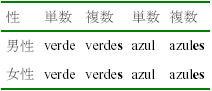 性 単数 複数 単数 複数
男性 verde verdes azul azules
女性 verde verdes azul azules